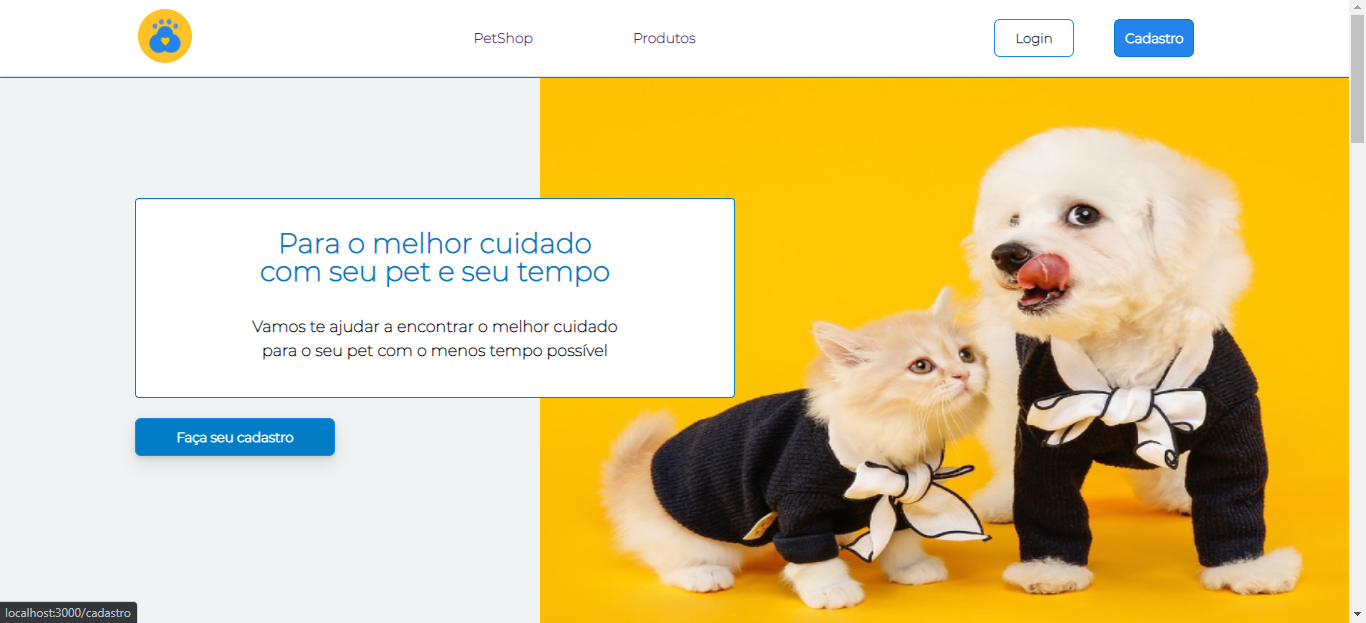 PetShop
Produtos
Login
Cadastro
Para o melhor cuidado
com seu pet e seu tempo
Vamos te ajudar a encontrar o melhor cuidado
para o seu pet com o menos tempo possível
Faça seu cadastro
localhost:3000/cadastro